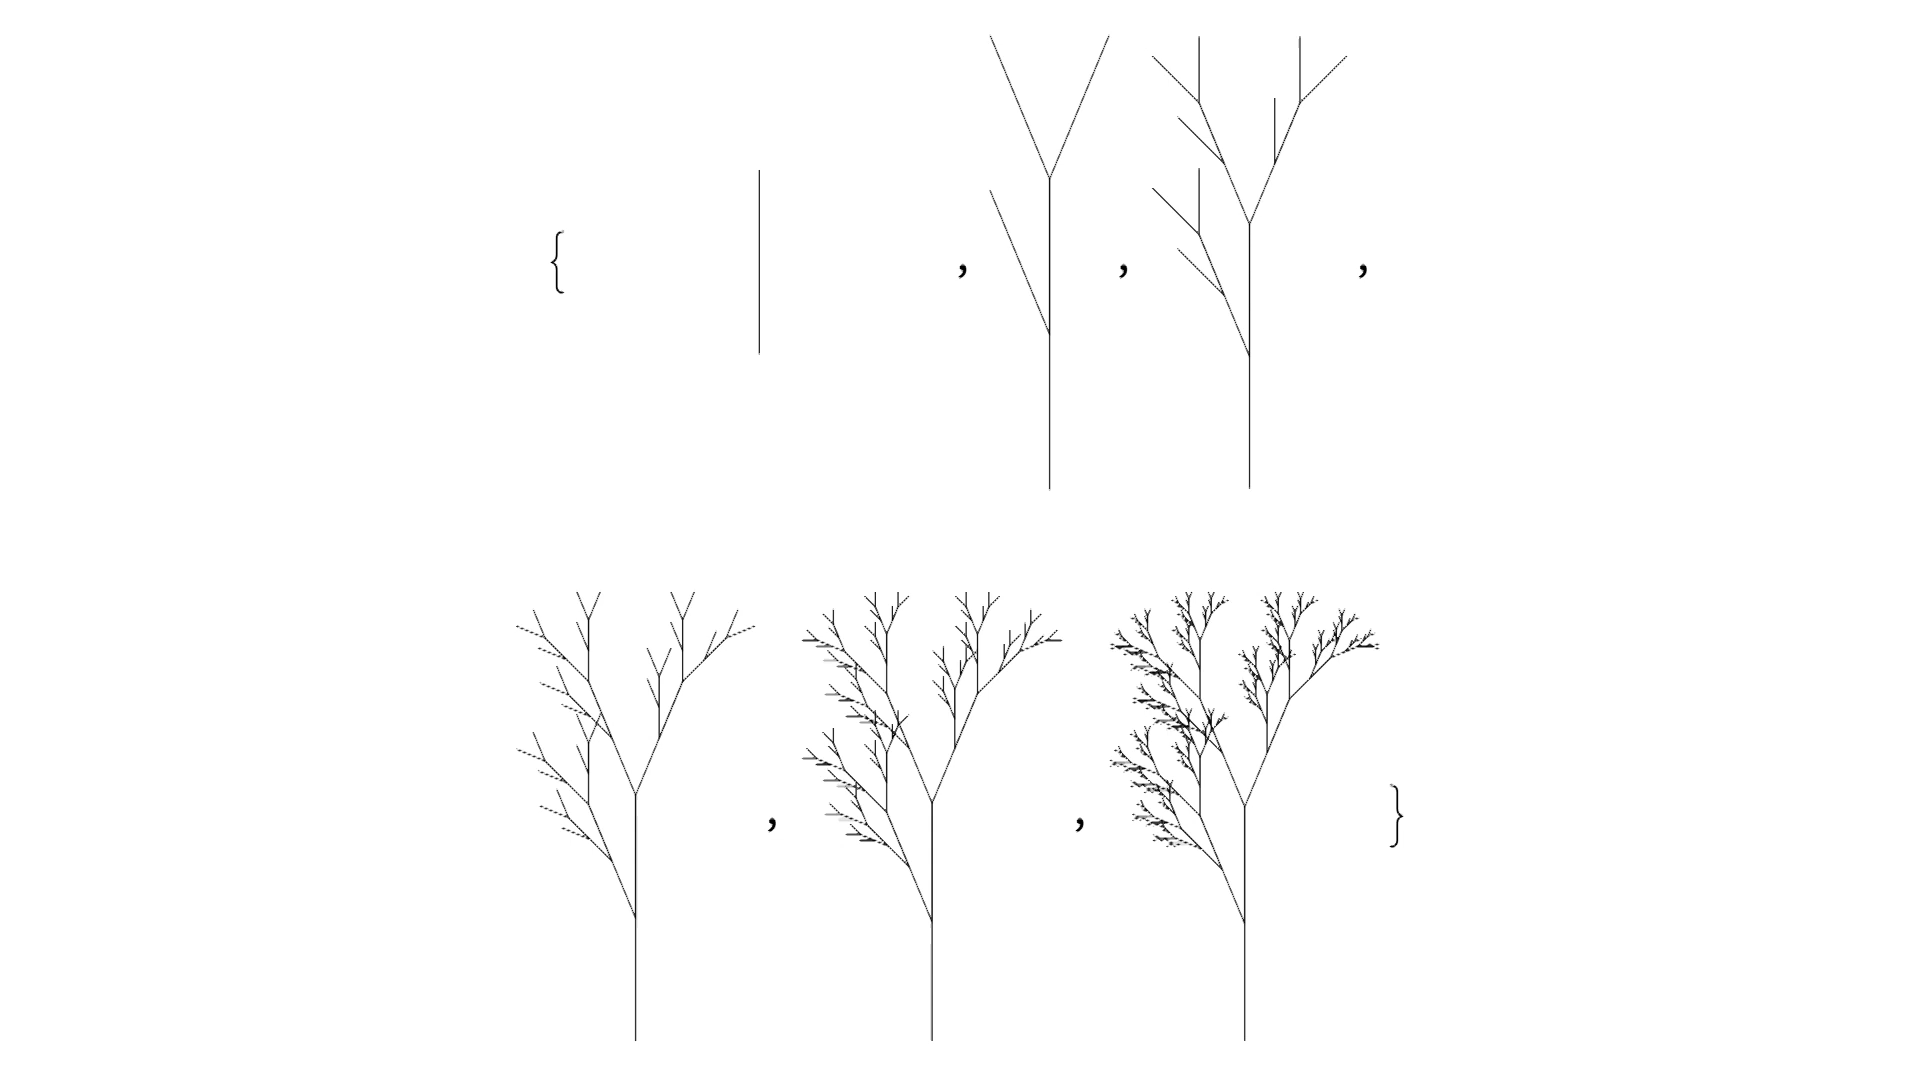 { , , ,
, , }